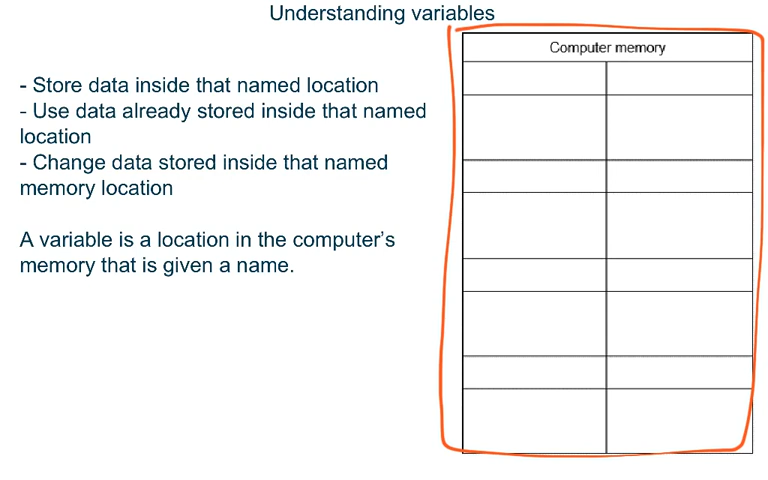 Understanding variables
Computer memory
- Store data inside that named location
- Use data already stored inside that named
location
- Change data stored inside that named
memory location
A variable is a location in the computer’s
memory that is given a name.